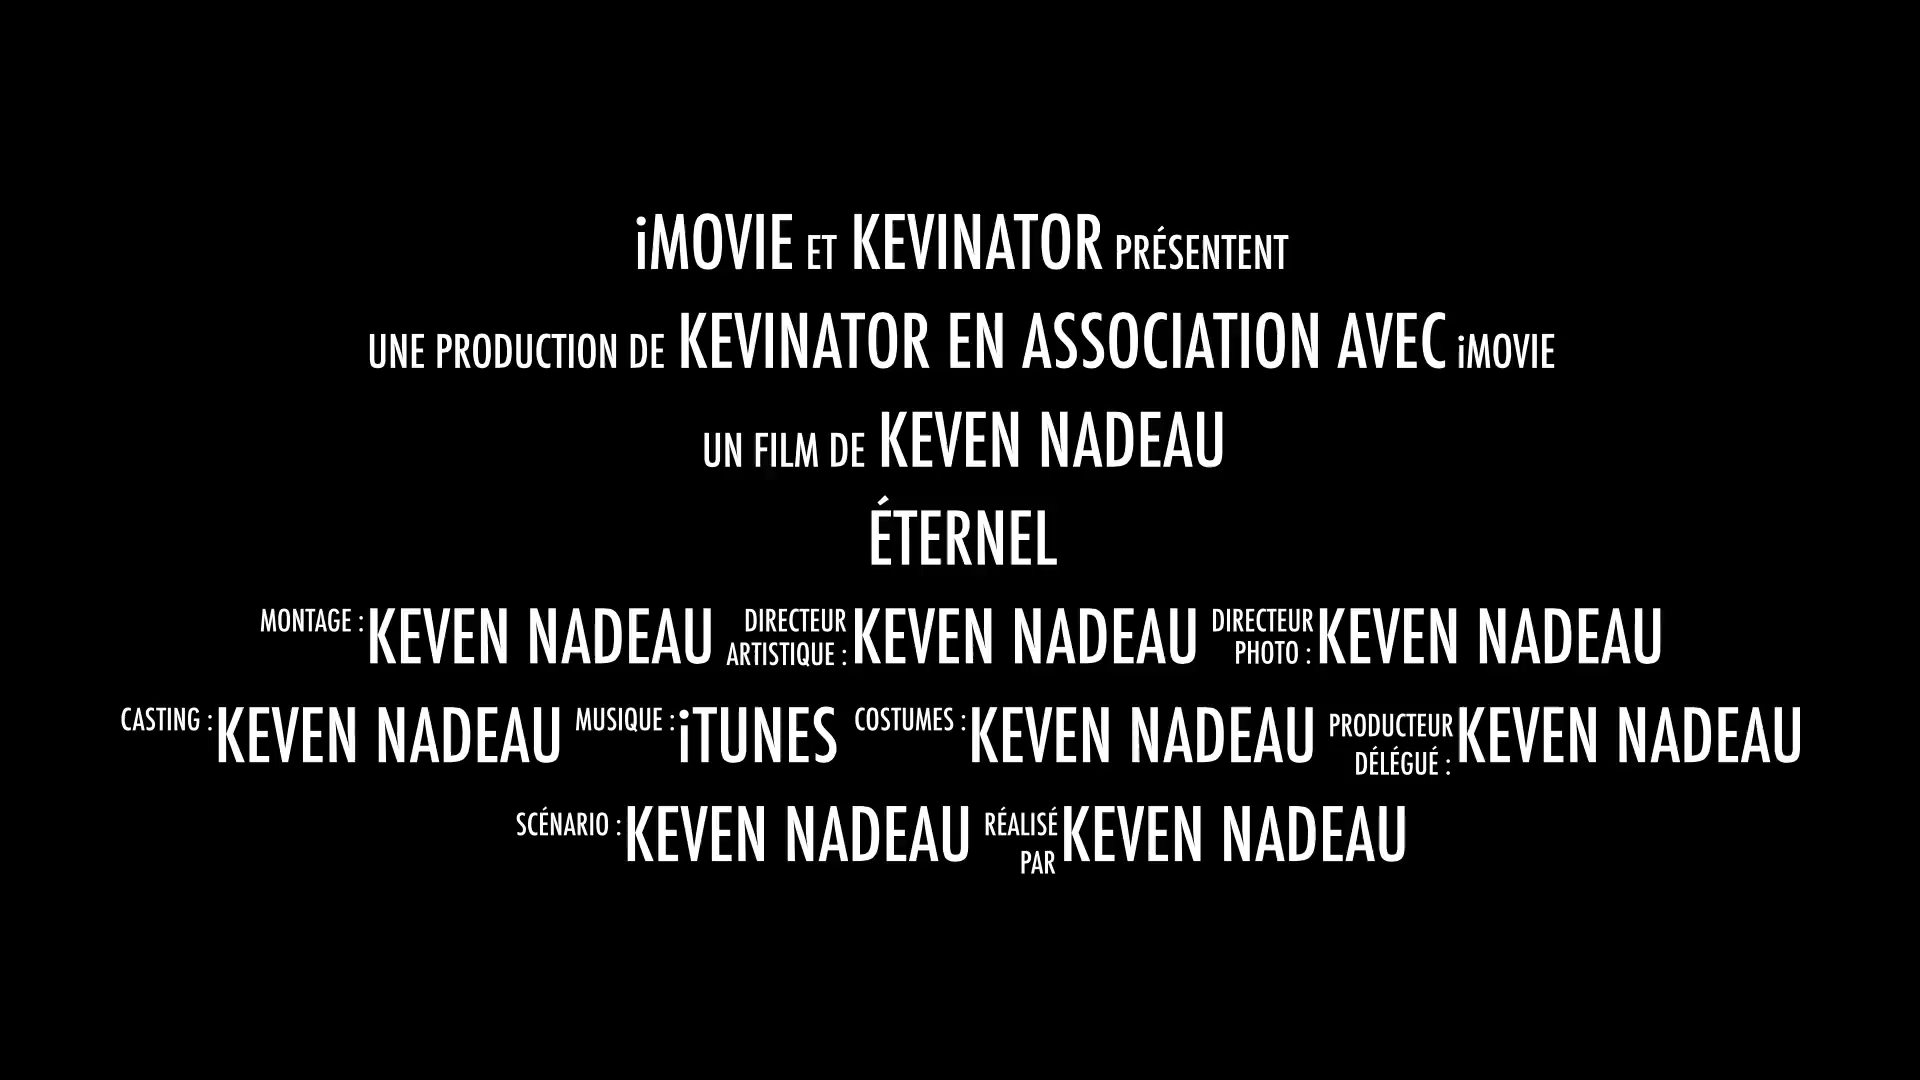 iMOVIE ET KEVINATOR PRÉSENTENT
UNE PRODUCTION DE KEVINATOR EN ASSOCIATION AVEC iMOVIE
UN FILM DE KEVEN NADEAU
ÉTERNEL
MONTAGE : KEVEN NADEAU DIRECTEUR ARTISTIQUE : KEVEN NADEAU DIRECTEUR PHOTO : KEVEN NADEAU
CASTING : KEVEN NADEAU MUSIQUE : iTUNES COSTUMES : KEVEN NADEAU PRODUCTEUR DÉLÉGUÉ : KEVEN NADEAU
SCÉNARIO : KEVEN NADEAU RÉALISÉ PAR KEVEN NADEAU